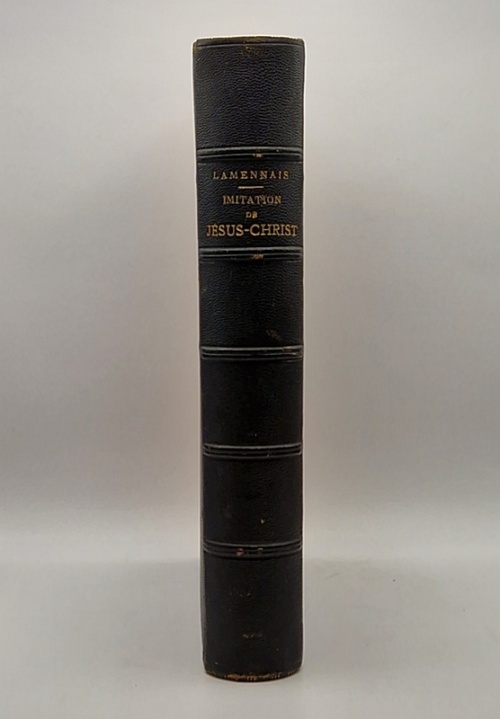 LAMENNAIS
IMITATION
DE
JÉSUS-CHRIST